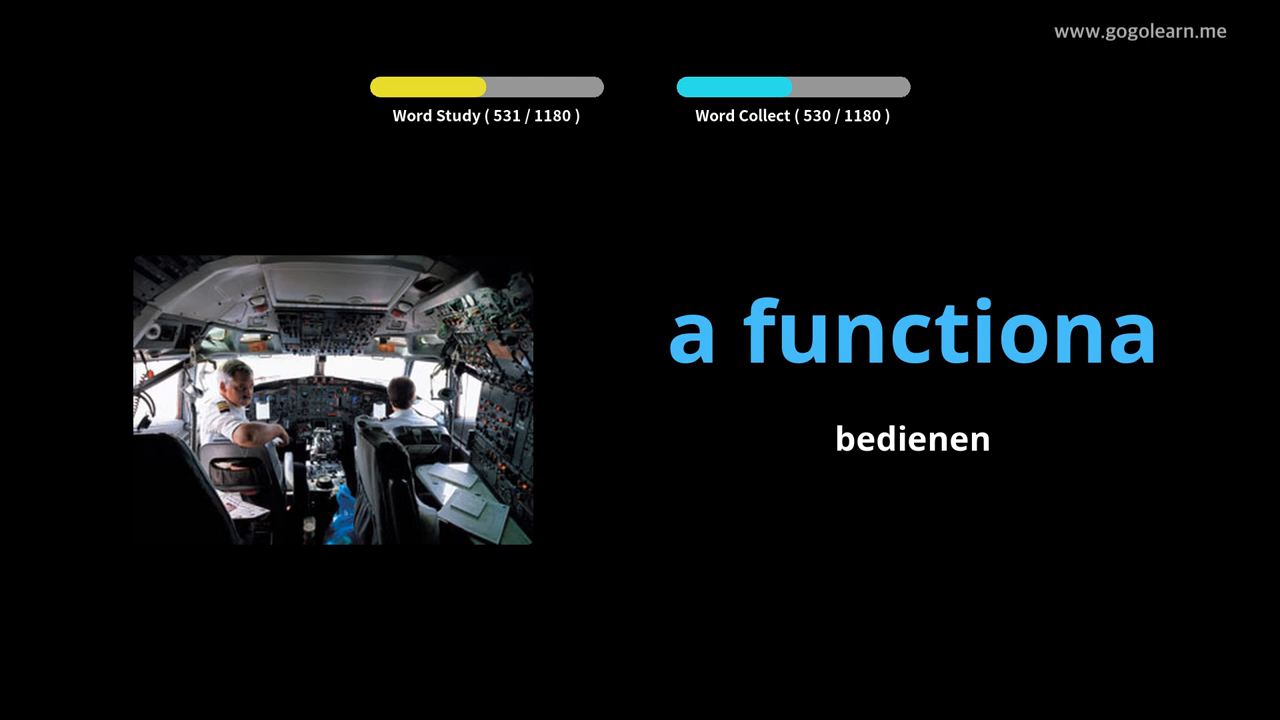 www.gogolearn.me
Word Study ( 531 / 1180 )
Word Collect ( 530 / 1180 )
a functiona
bedienen